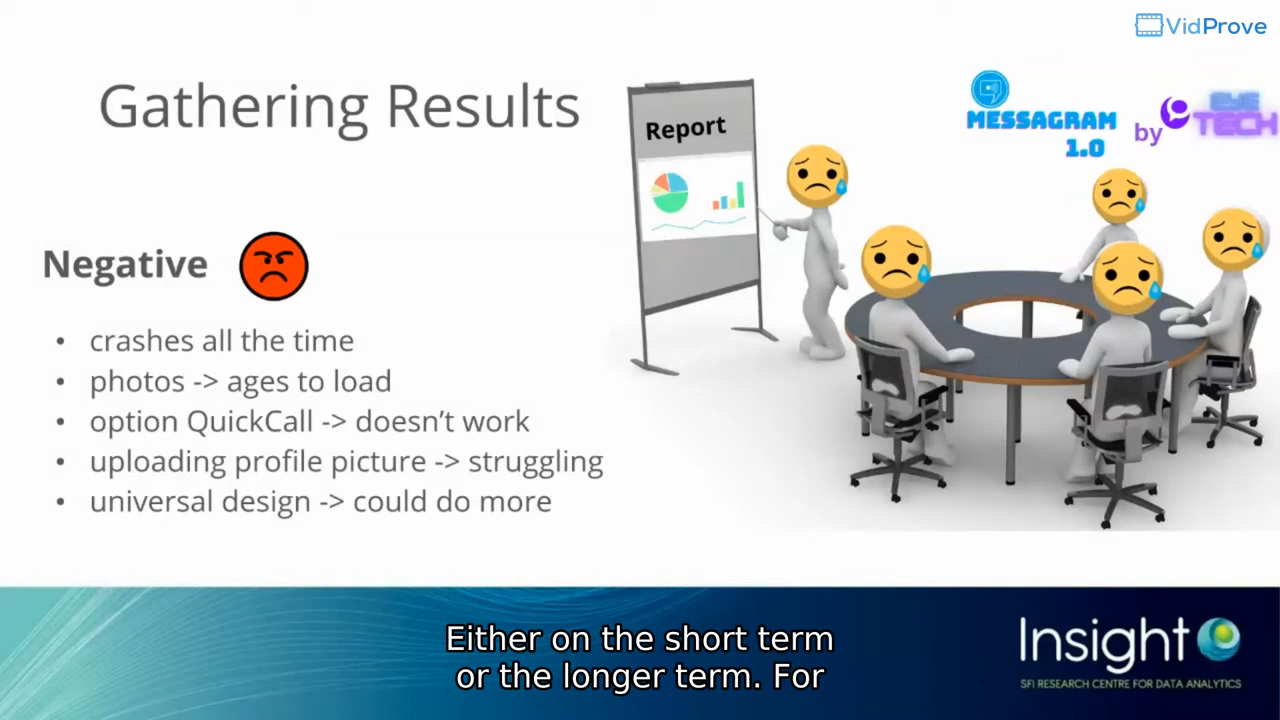 VidProve
Gathering Results
Report
MESSAGRAM
1.0
by
EYE
TECH
Negative
• crashes all the time
• photos -> ages to load
• option QuickCall -> doesn’t work
• uploading profile picture -> struggling
• universal design -> could do more
Either on the short term
or the longer term. For
Insight
SFI RESEARCH CENTRE FOR DATA ANALYTICS